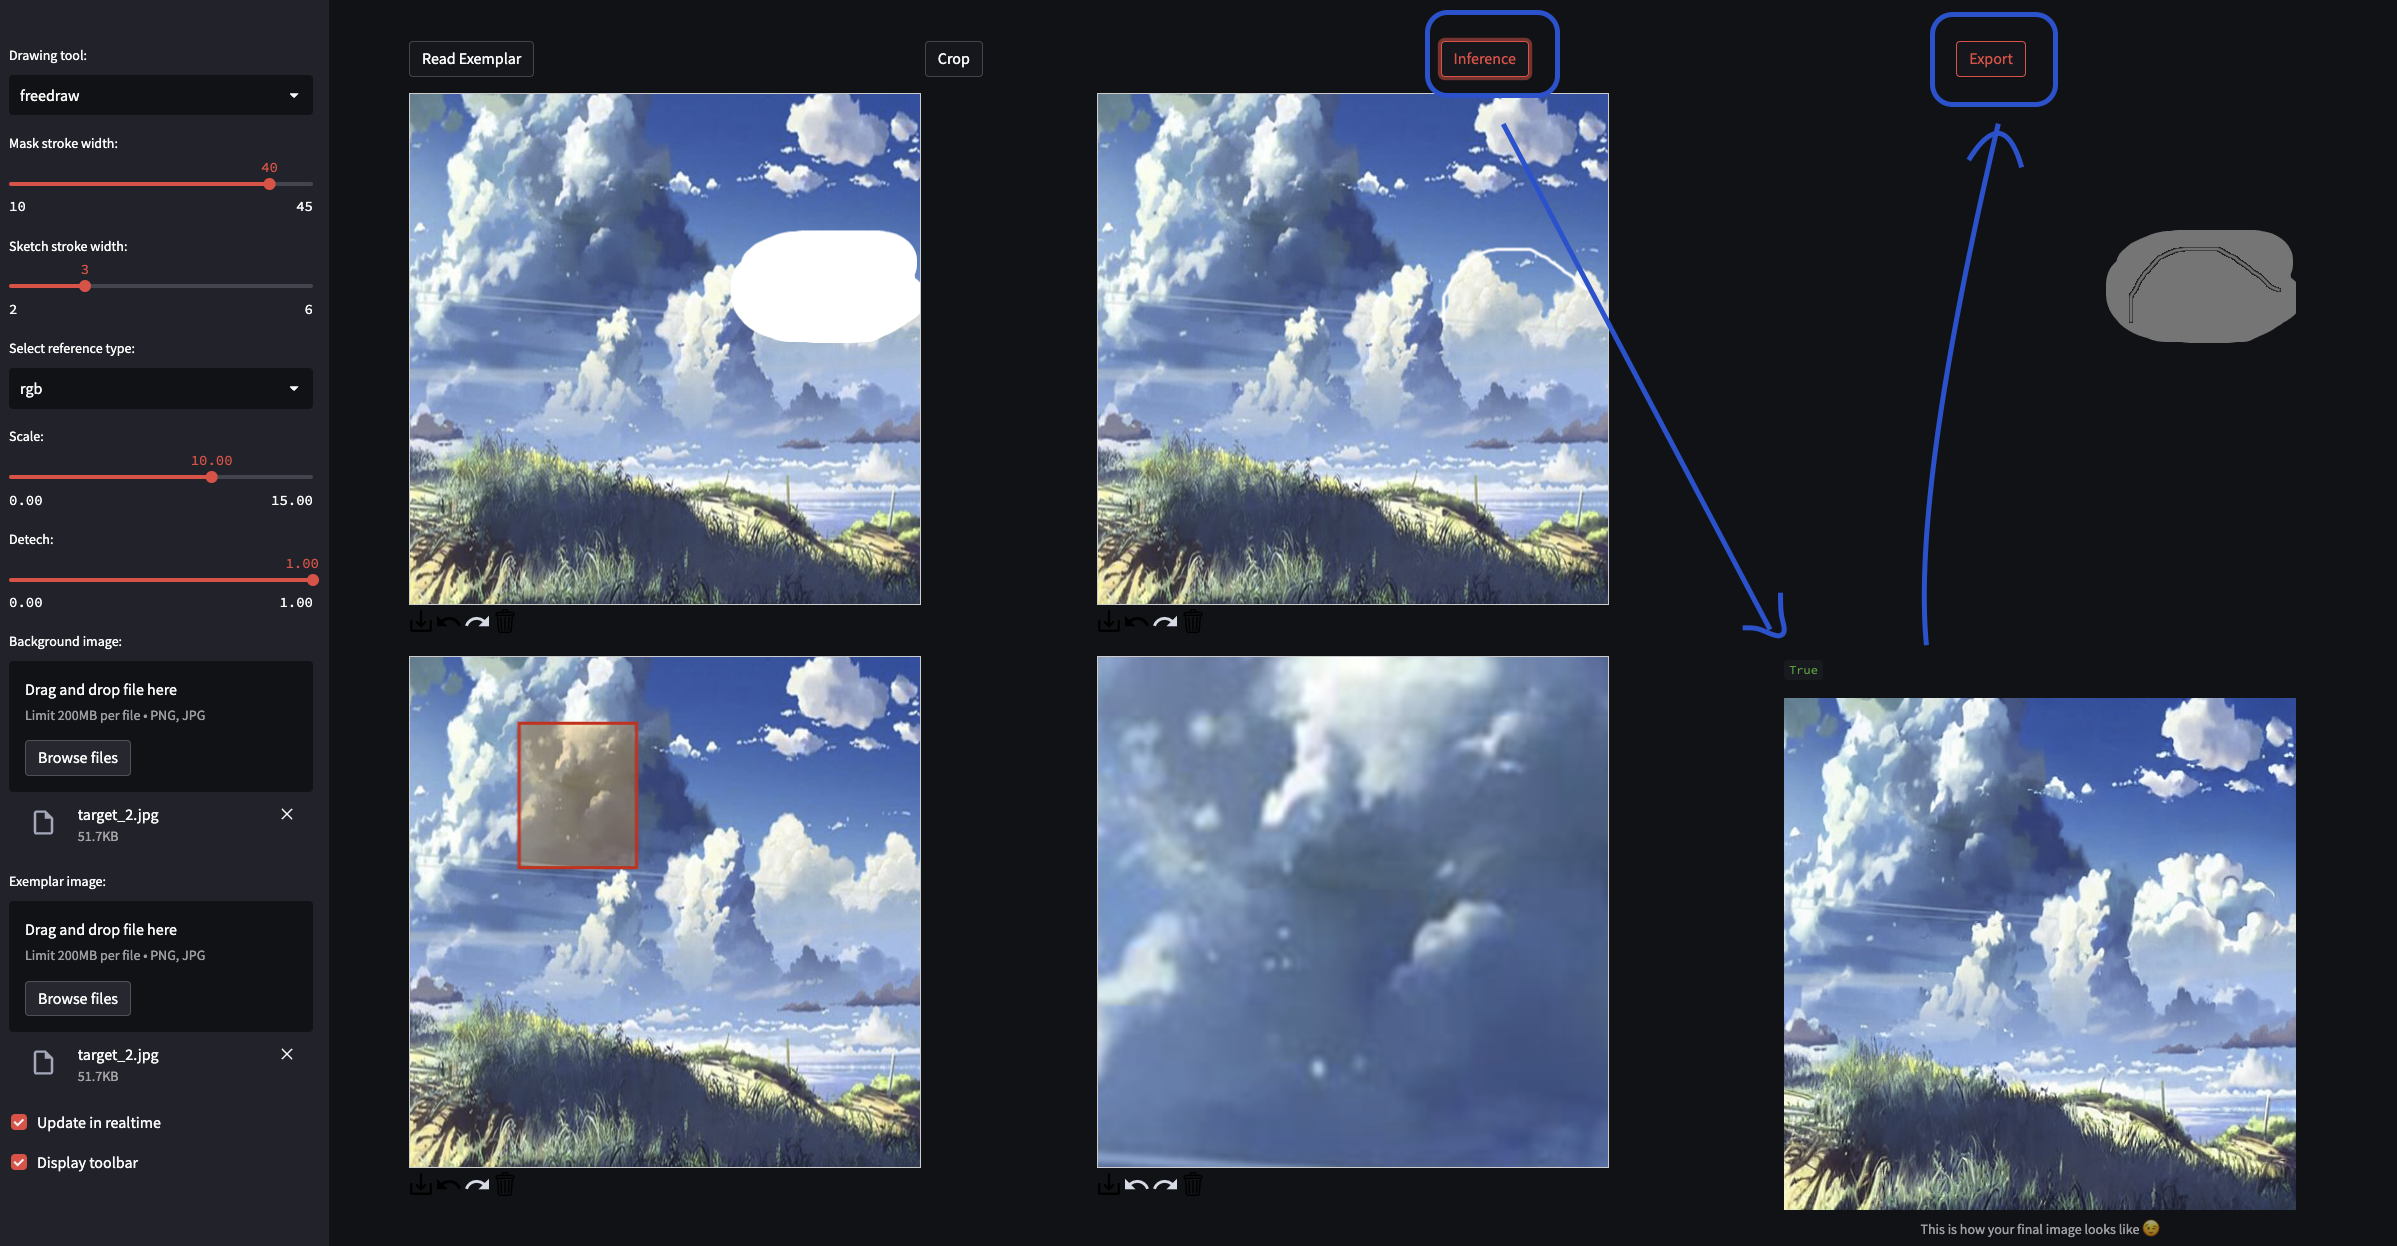 Drawing tool:
freedraw
Mask stroke width:
40
10 45
Sketch stroke width:
3
2 6
Select reference type:
rgb
Scale:
10.00
0.00 15.00
Detech:
1.00
0.00 1.00
Background image:
Drag and drop file here
Limit 200MB per file • PNG, JPG
Browse files
target_2.jpg
51.7KB
Exemplar image:
Drag and drop file here
Limit 200MB per file • PNG, JPG
Browse files
target_2.jpg
51.7KB
Update in realtime
Display toolbar
Read Exemplar
Crop
Inference
Export
True
This is how your final image looks like 😉